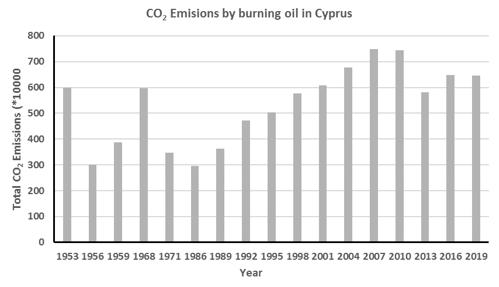 CO₂ Emisions by burning oil in Cyprus
Total CO₂ Emissions (*10000
800
700
600
500
400
300
200
100
0
1953 1956 1959 1968 1971 1986 1989 1992 1995 1998 2001 2004 2007 2010 2013 2016 2019
Year